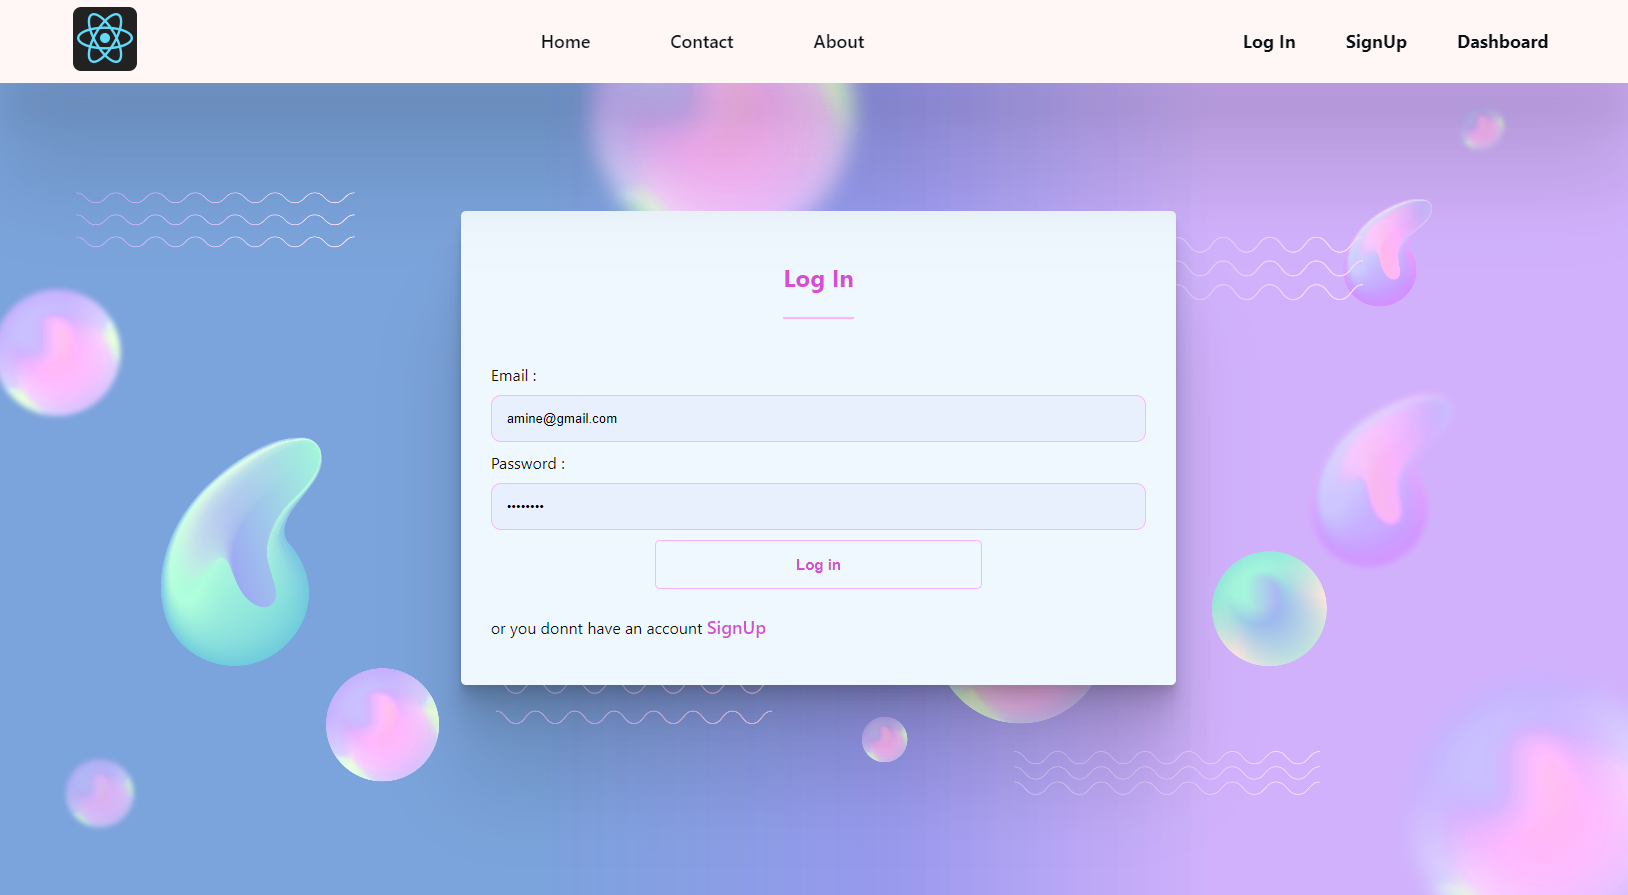 Home Contact About Log In SignUp Dashboard
Log In
Email :
amine@gmail.com
Password :
••••••••
Log in
or you donnt have an account SignUp